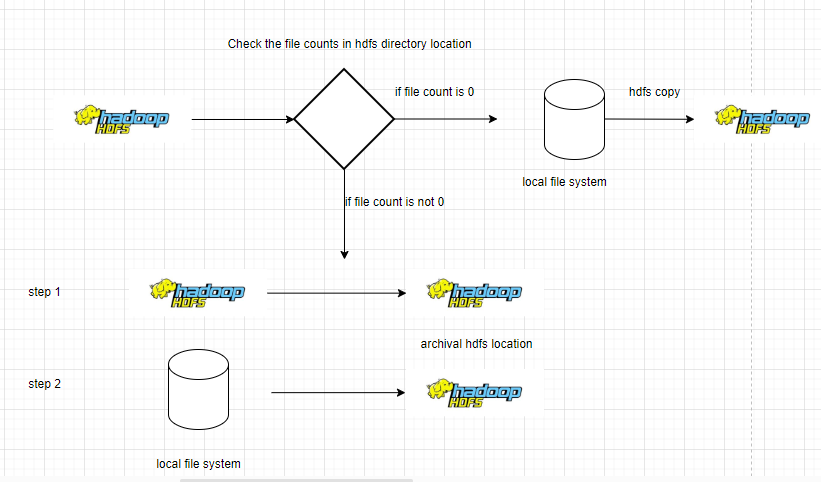 Check the file counts in hdfs directory location
if file count is 0
hdfs copy
hadoop
HDFS
hadoop
HDFS
local file system
if file count is not 0
step 1
hadoop
HDFS
hadoop
HDFS
archival hdfs location
step 2
hadoop
HDFS
local file system